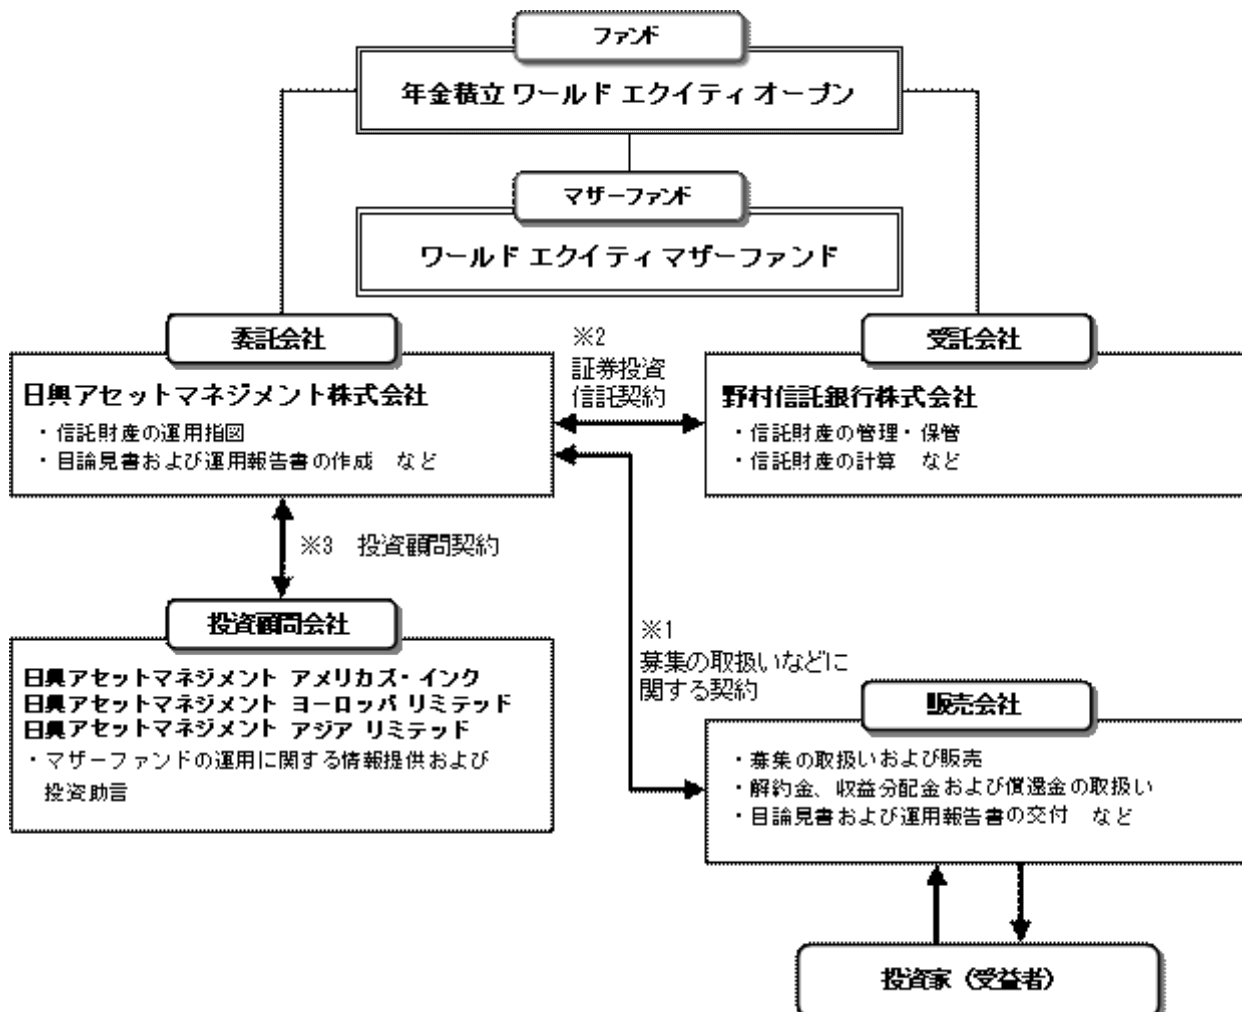 ファンド
年金積立 ワールド エクイティ オープン
マザーファンド
ワールド エクイティ マザーファンド
委託会社
日興アセットマネジメント株式会社
・信託財産の運用指図
・目論見書および運用報告書の作成 など
※2
証券投資
信託契約
受託会社
野村信託銀行株式会社
・信託財産の管理・保管
・信託財産の計算 など
※3 投資顧問契約
投資顧問会社
日興アセットマネジメント アメリカズ・インク
日興アセットマネジメント ヨーロッパ リミテッド
日興アセットマネジメント アジア リミテッド
・マザーファンドの運用に関する情報提供および
投資助言
※1
募集の取扱いなどに
関する契約
販売会社
・募集の取扱いおよび販売
・解約金、収益分配金および償還金の取扱い
・目論見書および運用報告書の交付 など
投資家（受益者）